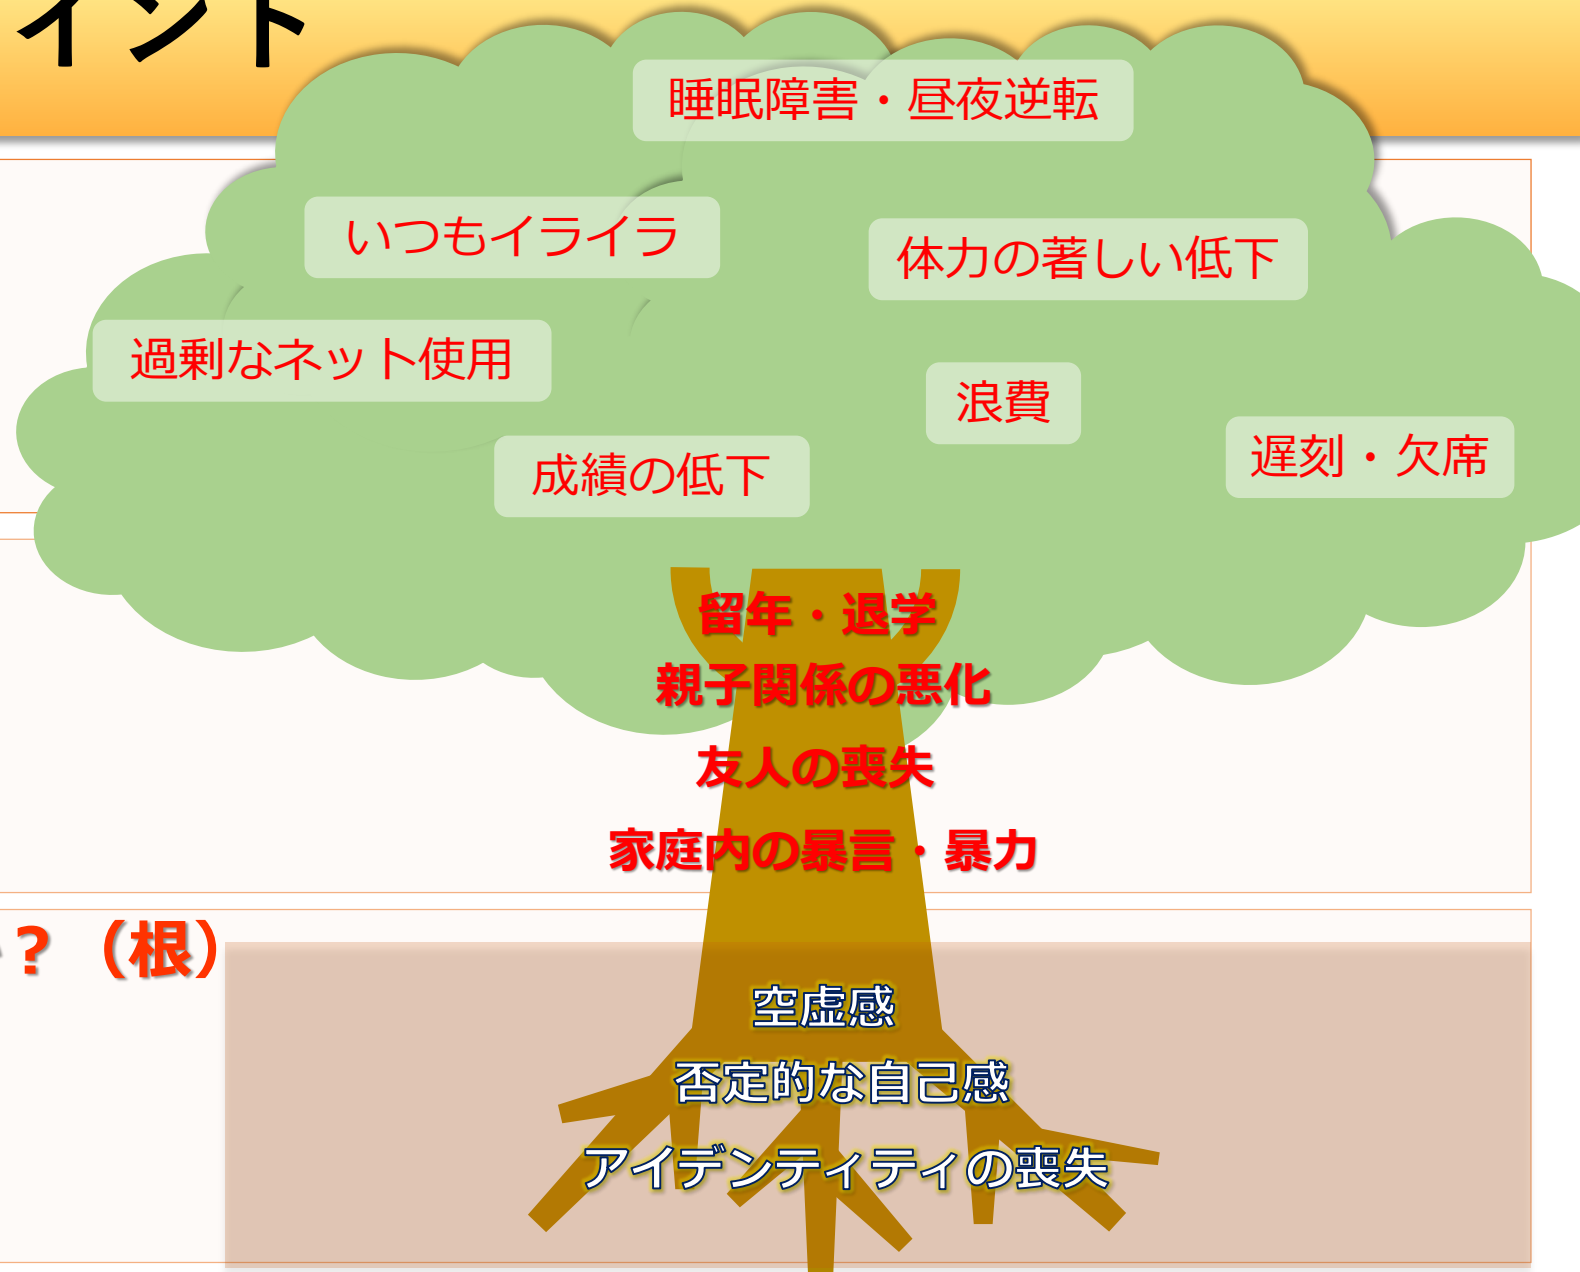 イント
睡眠障害・昼夜逆転
いつもイライラ
体力の著しい低下
過剰なネット使用
浪費
遅刻・欠席
成績の低下
留年・退学
親子関係の悪化
友人の喪失
家庭内の暴言・暴力
？（根）
空虚感
否定的な自己感
アイデンティティの喪失